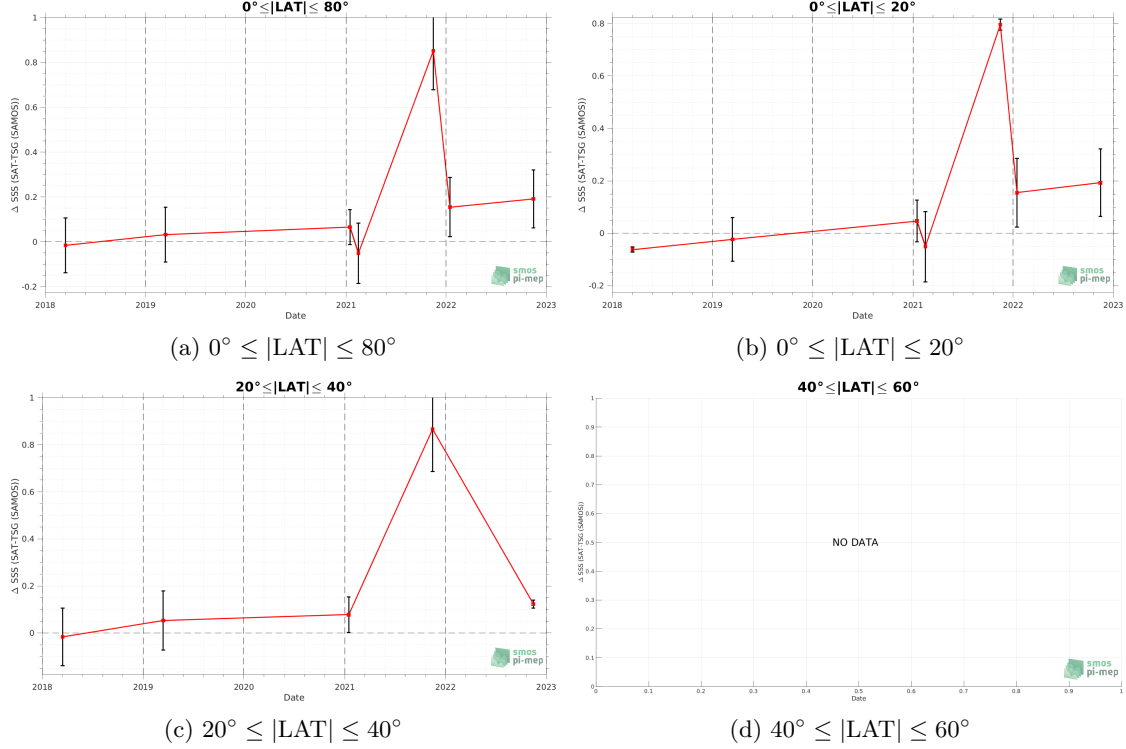 0°≤|LAT|≤ 80°
Δ SSS (SAT-TSG (SAMOS))
1
0.8
0.6
0.4
0.2
0
-0.2
2018 2019 2020 2021 2022 2023
Date
smos
pi-mep
(a) 0° ≤ |LAT| ≤ 80°
0°≤|LAT|≤ 20°
Δ SSS (SAT-TSG (SAMOS))
0.8
0.6
0.4
0.2
0
-0.2
2018 2019 2020 2021 2022 2023
Date
smos
pi-mep
(b) 0° ≤ |LAT| ≤ 20°
20°≤|LAT|≤ 40°
Δ SSS (SAT-TSG (SAMOS))
1
0.8
0.6
0.4
0.2
0
2018 2019 2020 2021 2022 2023
Date
smos
pi-mep
(c) 20° ≤ |LAT| ≤ 40°
40°≤|LAT|≤ 60°
Δ SSS (SAT-TSG (SAMOS))
1
0.9
0.8
0.7
0.6
0.5
0.4
0.3
0.2
0.1
0
NO DATA
0 0.1 0.2 0.3 0.4 0.5 0.6 0.7 0.8 0.9 1
Date
smos
pi-mep
(d) 40° ≤ |LAT| ≤ 60°